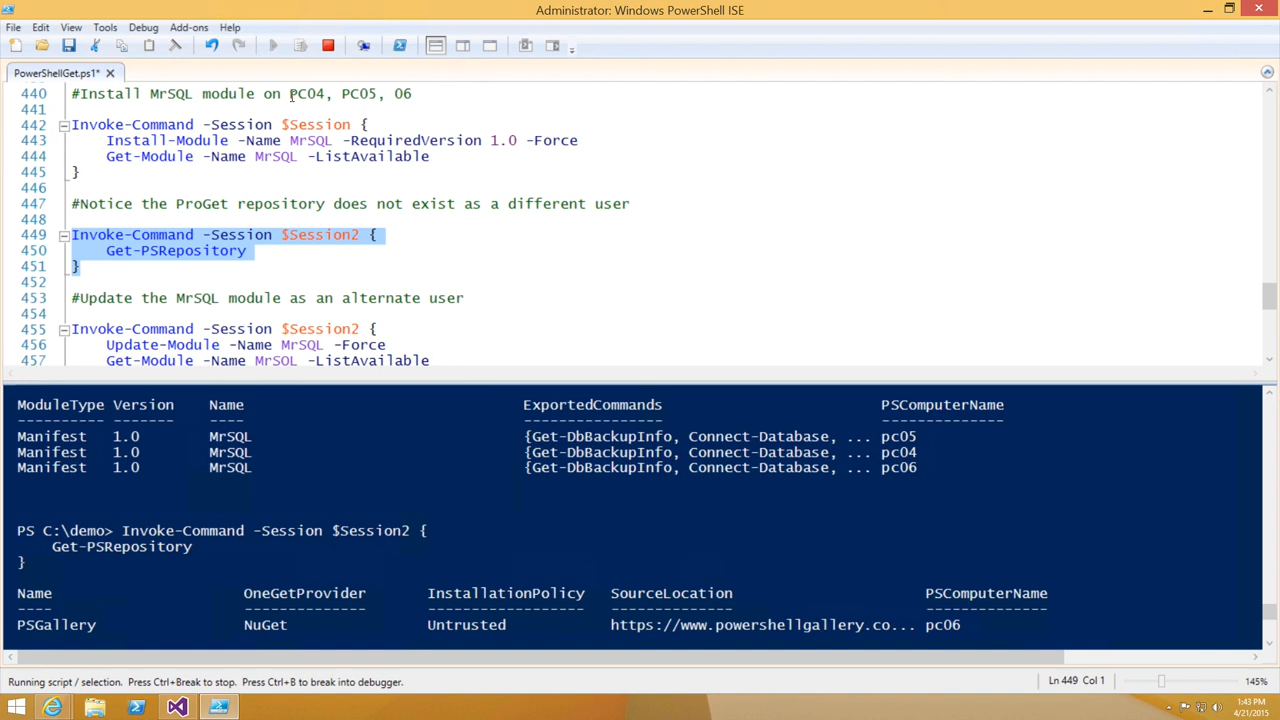 Administrator: Windows PowerShell ISE
File Edit View Tools Debug Add-ons Help
PowerShellGet.ps1*
440 #Install MrSQL module on PC04, PC05, 06
441
442 Invoke-Command -Session $Session {
443 Install-Module -Name MrSQL -RequiredVersion 1.0 -Force
444 Get-Module -Name MrSQL -ListAvailable
445 }
446
447 #Notice the ProGet repository does not exist as a different user
448
449 Invoke-Command -Session $Session2 {
450 Get-PSRepository
451 }
452
453 #Update the MrSQL module as an alternate user
454
455 Invoke-Command -Session $Session2 {
456 Update-Module -Name MrSQL -Force
457 Get-Module -Name MrSQL -ListAvailable
ModuleType Version Name ExportedCommands PSComputerName
---------- ------- ---- ---------------- --------------
Manifest 1.0 MrSQL {Get-DbBackupInfo, Connect-Database, ... pc05
Manifest 1.0 MrSQL {Get-DbBackupInfo, Connect-Database, ... pc04
Manifest 1.0 MrSQL {Get-DbBackupInfo, Connect-Database, ... pc06
PS C:\demo> Invoke-Command -Session $Session2 {
Get-PSRepository
}
Name OneGetProvider InstallationPolicy SourceLocation PSComputerName
---- -------------- ------------------ -------------- --------------
PSGallery NuGet Untrusted https://www.powershellgallery.co... pc06
Running script / selection. Press Ctrl+Break to stop. Press Ctrl+B to break into debugger. Ln 449 Col 1 145%
1:43 PM
4/21/2015